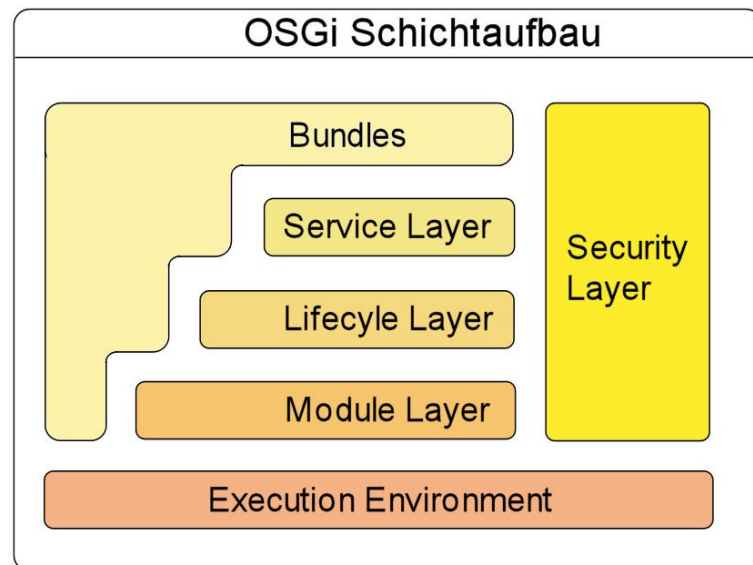 OSGi Schichtaufbau
Bundles
Service Layer
Security
Layer
Lifecyle Layer
Module Layer
Execution Environment